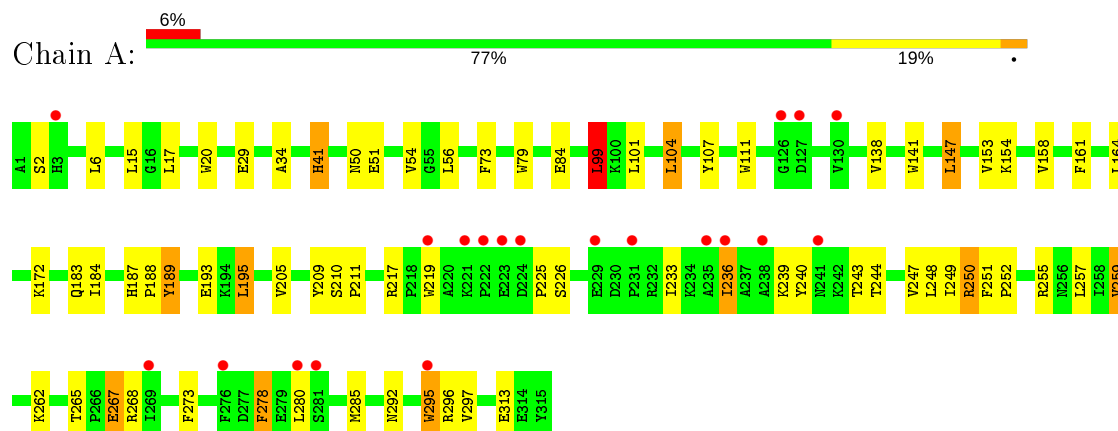 6%
Chain A:
77% 19% •
A1 S2 H3 L6 L15 G16 L17 W20 E29 A34 H41 N50 E51 V54 G55 L56 F73 W79 E84 L99 K100 L101 L104 Y107 W111 G126 D127 V130 V138 W141 L147 V153 K154 V158 F161 L164
K172 Q183 I184 H187 P188 Y189 E193 K194 L195 V205 Y209 S210 P211 R217 P218 W219 A220 K221 P222 R223 D224 P225 S226 E229 D230 P231 R232 I233 K234 A235 I236 A237 A238 K239 Y240 N241 K242 T243 T244 V247 L248 I249 R250 F251 P252 R255 N256 L257 I258 V259
K262 T265 P266 E267 R268 I269 F273 F276 D277 F278 E279 L280 S281 M285 N292 W295 R296 V297 E313 E314 Y315